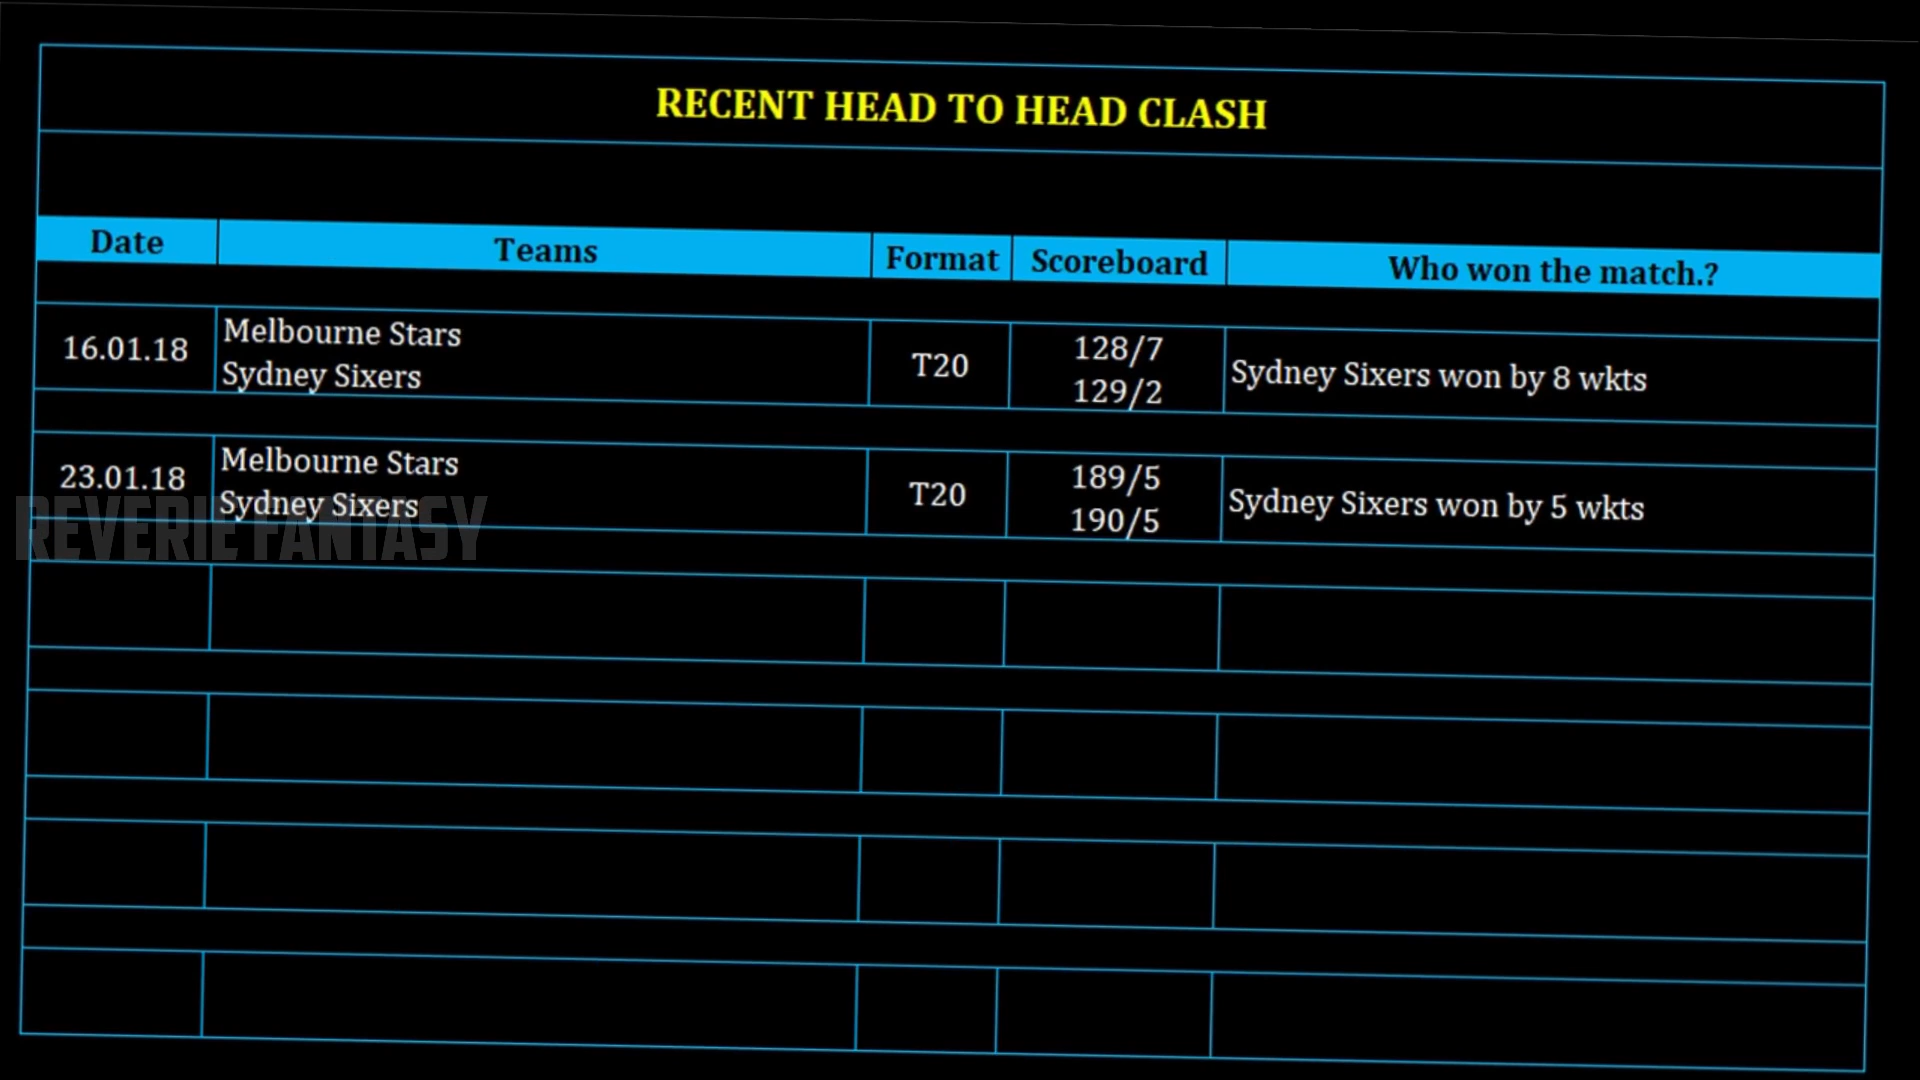 RECENT HEAD TO HEAD CLASH
Date Teams Format Scoreboard Who won the match.?
16.01.18 Melbourne Stars T20 128/7 Sydney Sixers won by 8 wkts
Sydney Sixers 129/2
23.01.18 Melbourne Stars T20 189/5 Sydney Sixers won by 5 wkts
Sydney Sixers 190/5
REVERIE FANTASY